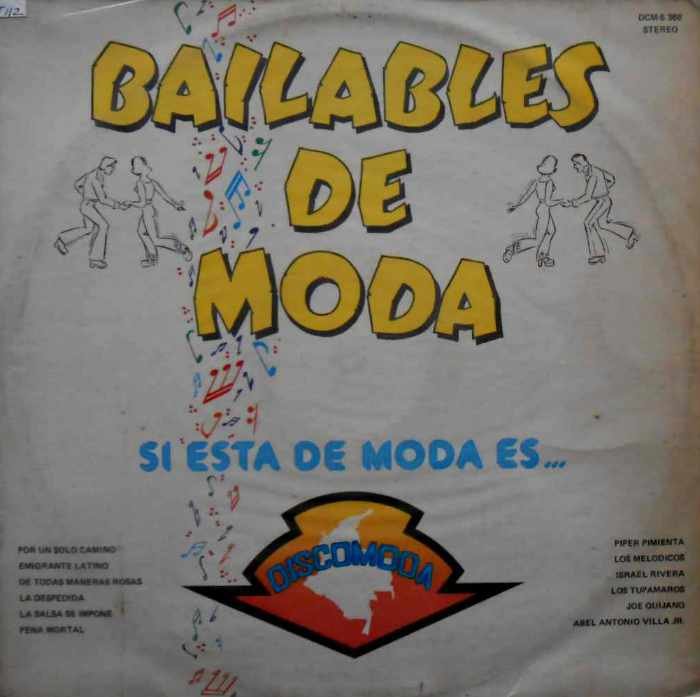 DCM-S 360
STEREO
BAILABLES
DE
MODA
SI ESTA DE MODA ES...
DISCOMODA
POR UN SOLO CAMINO
EMIGRANTE LATINO
DE TODAS MANERAS ROSAS
LA DESPEDIDA
LA SALSA SE IMPONE
PENA MORTAL
PIPER PIMIENTA
LOS MELODICOS
ISRAEL RIVERA
LOS TUPAMAROS
JOE QUIJANO
ABEL ANTONIO VILLA JR.